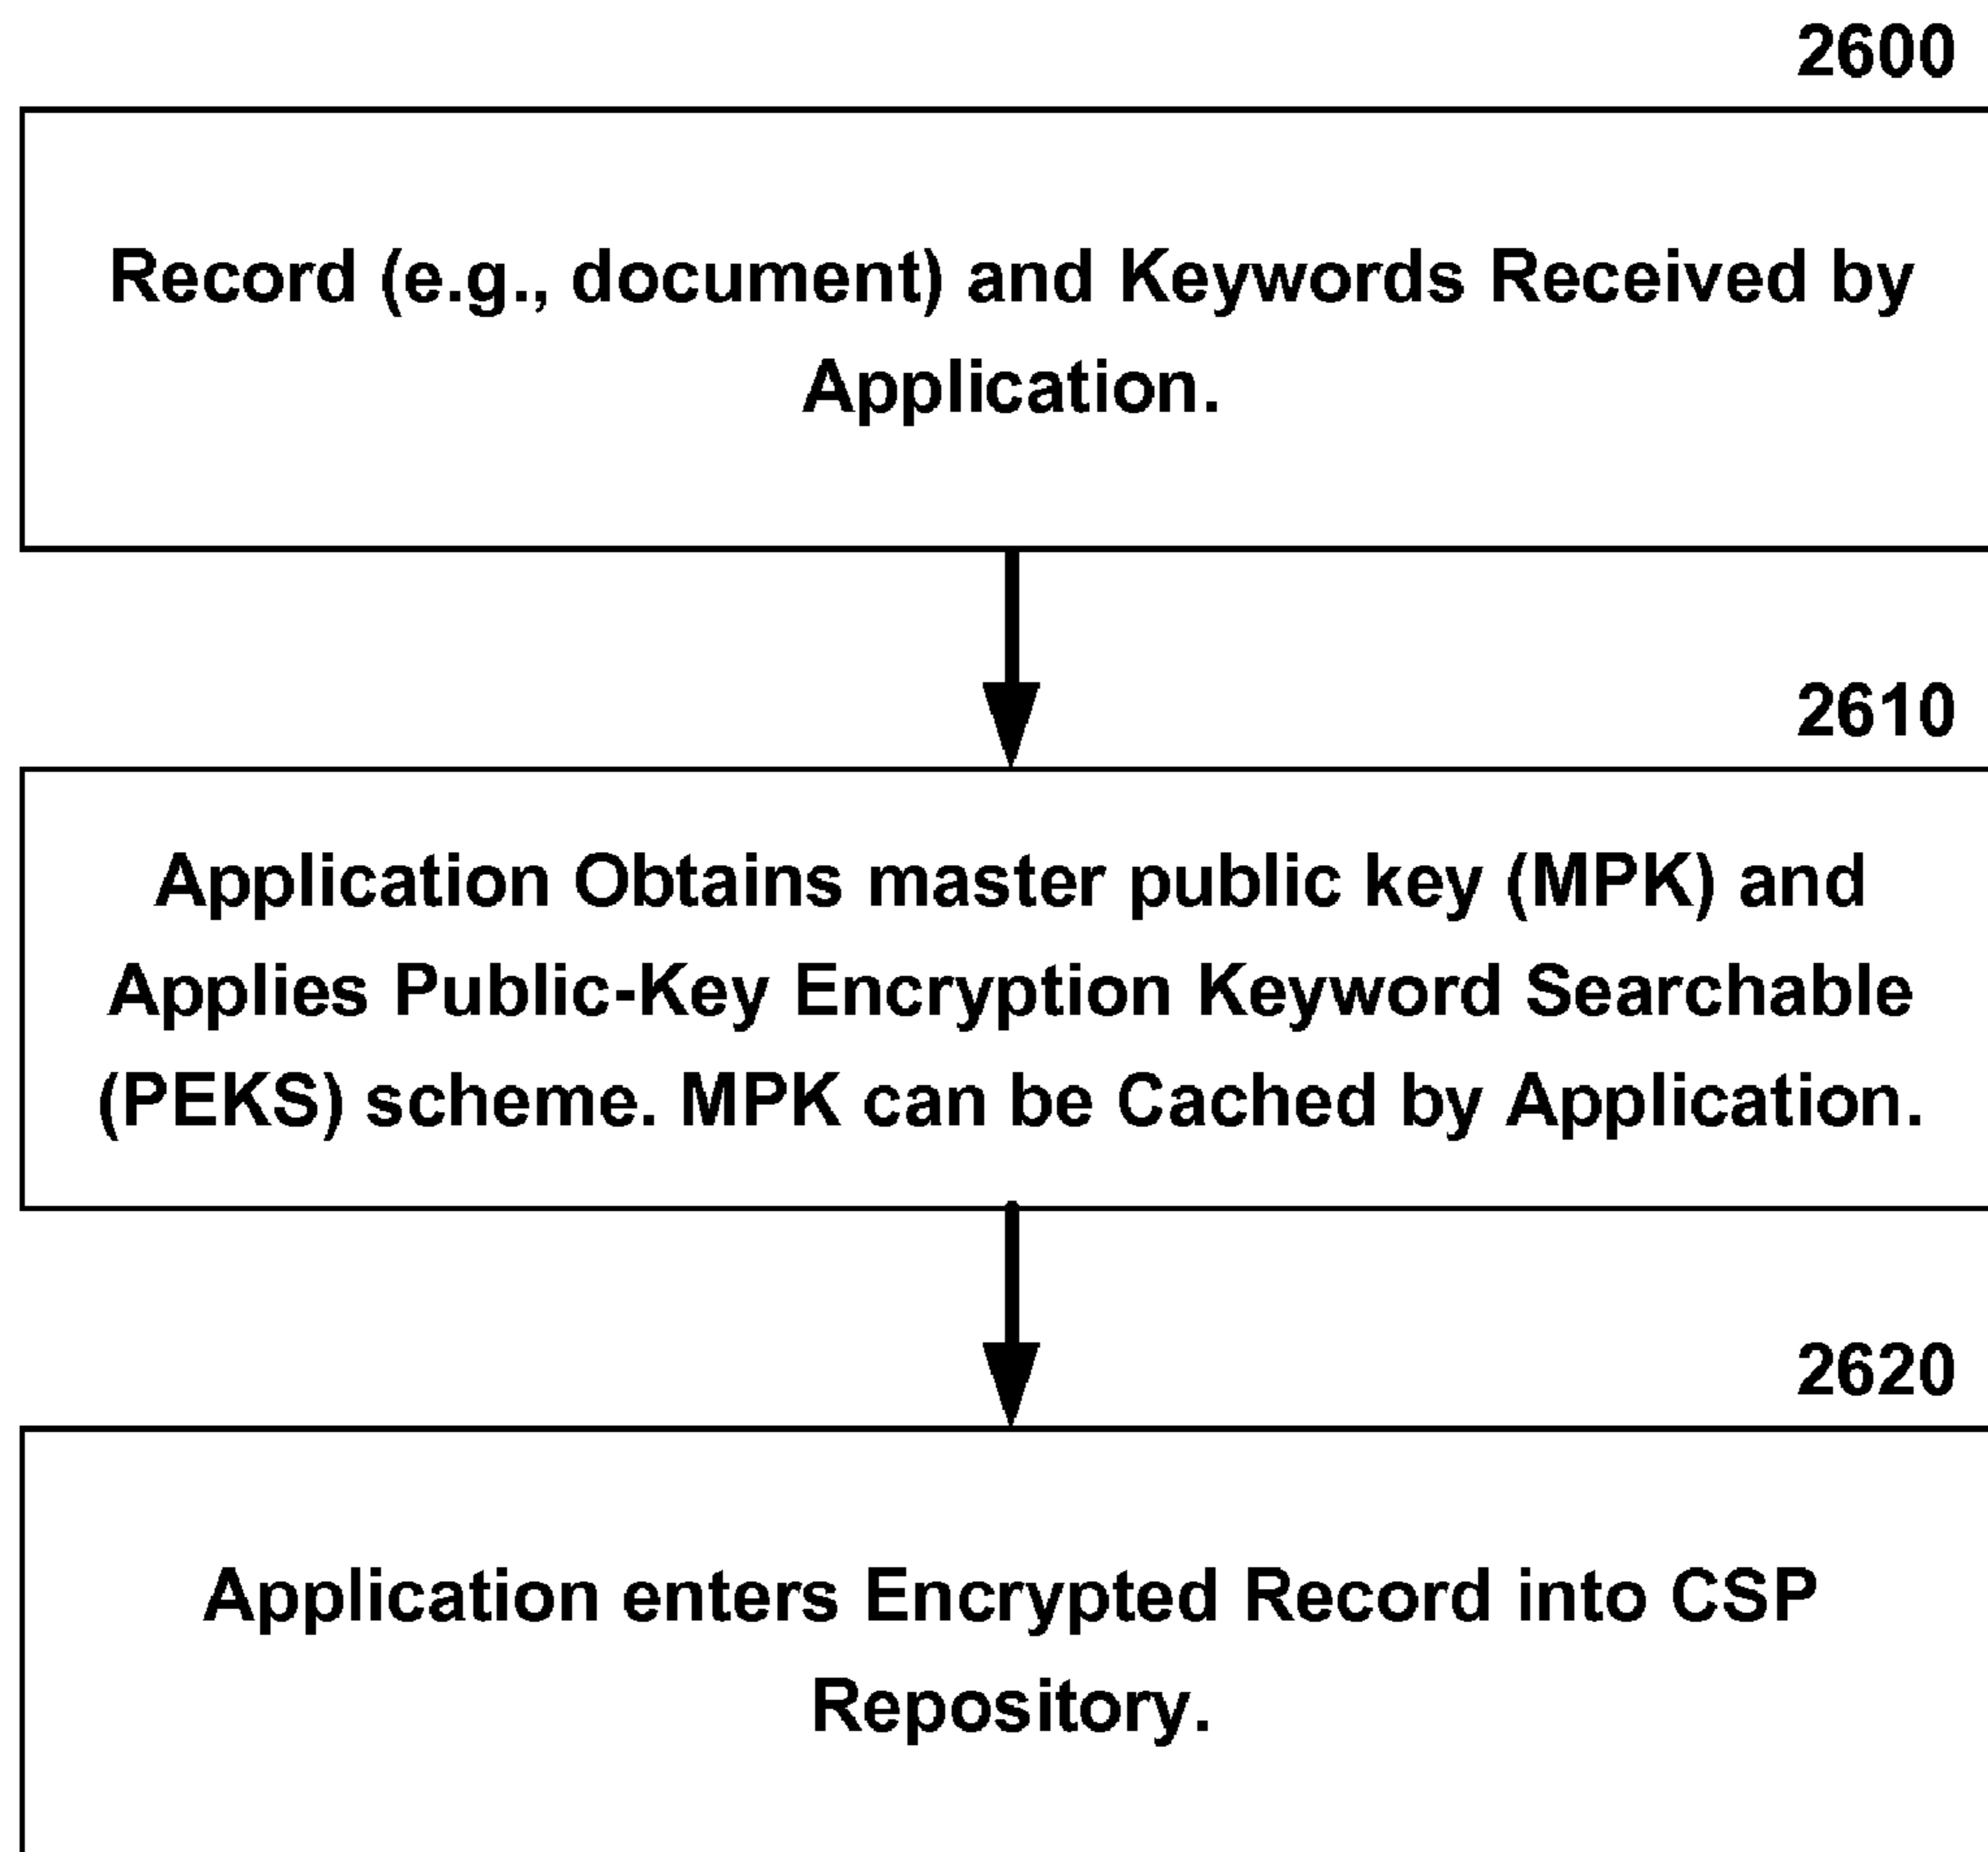 2600
Record (e.g., document) and Keywords Received by
Application.
2610
Application Obtains master public key (MPK) and
Applies Public-Key Encryption Keyword Searchable
(PEKS) scheme. MPK can be Cached by Application.
2620
Application enters Encrypted Record into CSP
Repository.